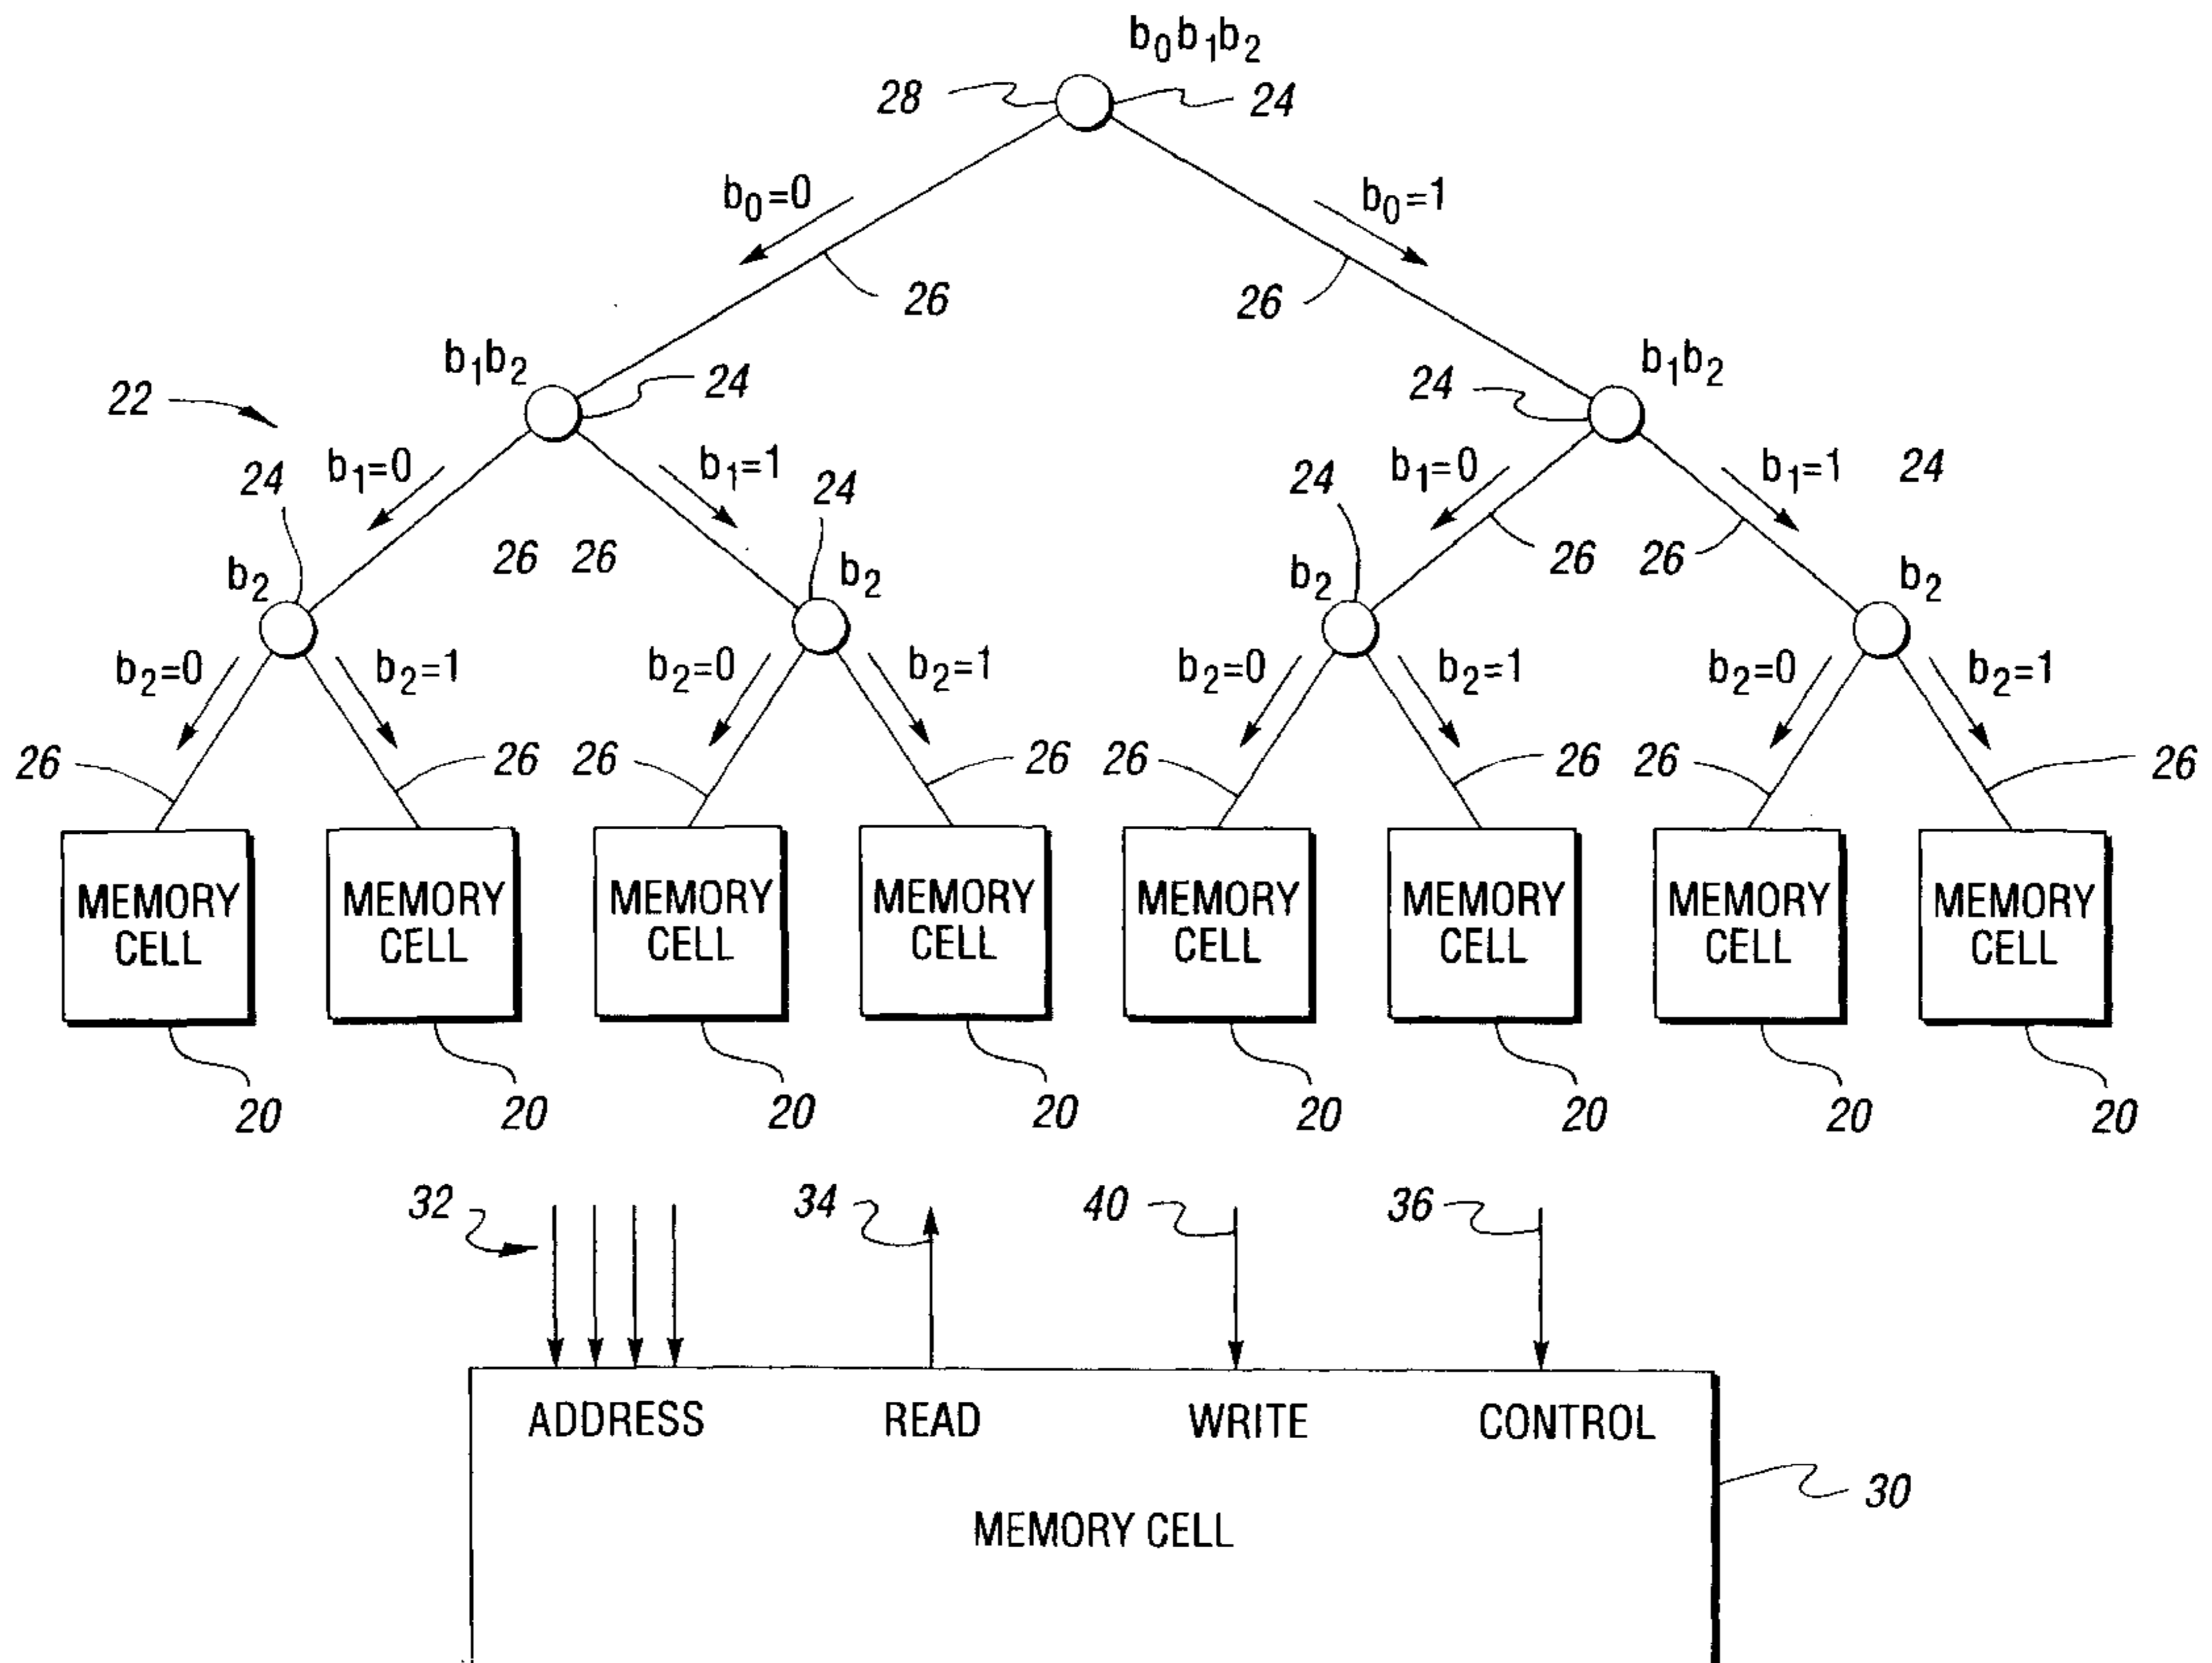 b0b1b2
28 24
b0=0 b0=1
26 26
b1b2 b1b2
22 24 24
b1=0 b1=1 b1=0 b1=1 24
24 24 24
26 26 26 26
b2 b2 b2 b2
b2=0 b2=1 b2=0 b2=1 b2=0 b2=1 b2=0 b2=1
26 26 26 26 26 26 26 26
MEMORY CELL
MEMORY CELL
MEMORY CELL
MEMORY CELL
MEMORY CELL
MEMORY CELL
MEMORY CELL
MEMORY CELL
20 20 20 20 20 20 20 20
32 34 40 36
ADDRESS READ WRITE CONTROL
30
MEMORY CELL